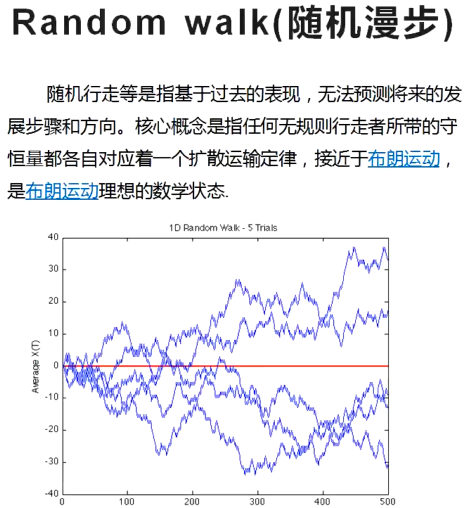 Random walk(随机漫步)
随机行走等是指基于过去的表现，无法预测将来的发
展步骤和方向。核心概念是指任何无规则行走者所带的守
恒量都各自对应着一个扩散运输定律，接近于布朗运动，
是布朗运动理想的数学状态.
1D Random Walk - 5 Trials
Average X(T)
40
30
20
10
0
-10
-20
-30
-40
0 100 200 300 400 500